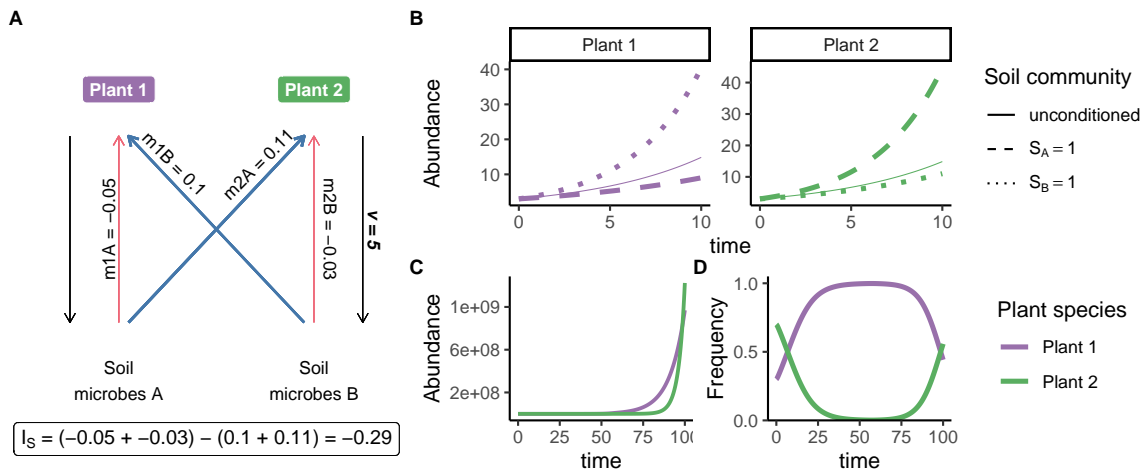 A
Plant 1
Plant 2
m1A = −0.05
m1B = 0.1
m2A = 0.11
m2B = −0.03
v = 5
Soil
microbes A
Soil
microbes B
I_S = (−0.05 + −0.03) − (0.1 + 0.11) = −0.29
B
Plant 1
Plant 2
Abundance
40
30
20
10
0
5
10
40
30
20
10
0
5
10
time
Soil community
unconditioned
S_A = 1
S_B = 1
C
Abundance
1e+09
6e+08
2e+08
0
25
50
75
100
time
D
Frequency
1.0
0.5
0.0
0
25
50
75
100
time
Plant species
Plant 1
Plant 2